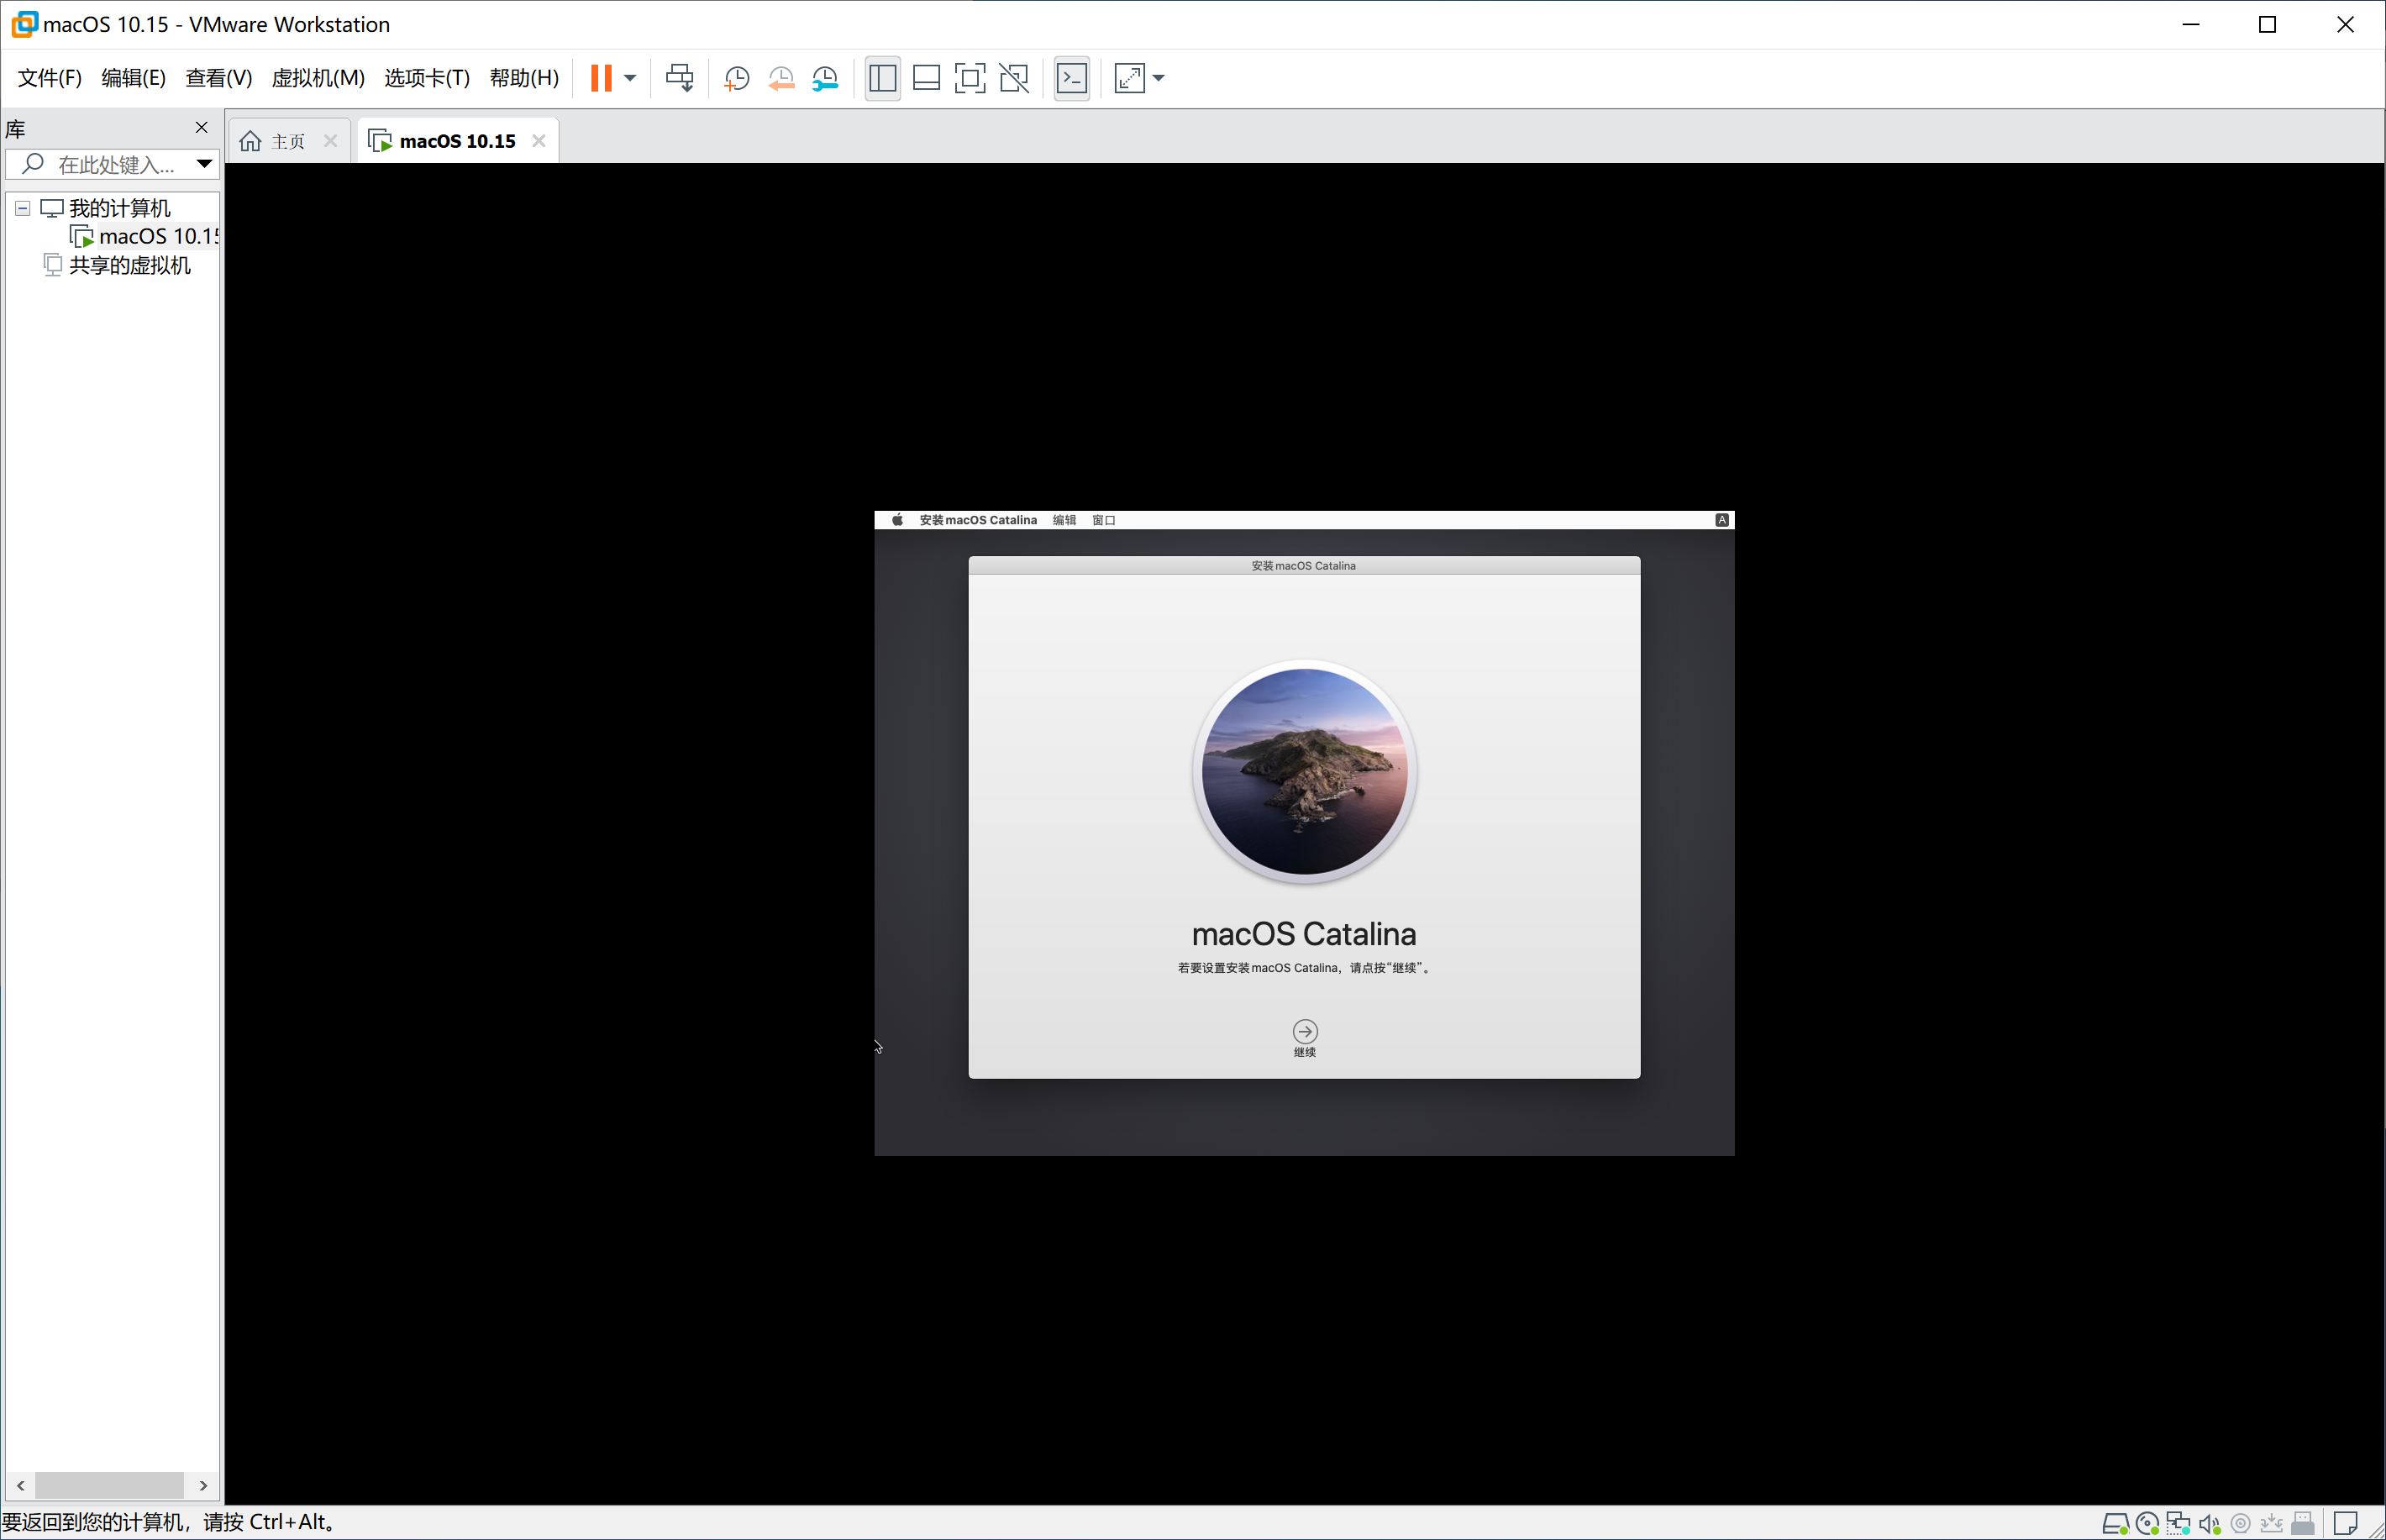 macOS 10.15 - VMware Workstation
文件(F) 编辑(E) 查看(V) 虚拟机(M) 选项卡(T) 帮助(H)
库
在此处键入...
主页
macOS 10.15
我的计算机
macOS 10.15
共享的虚拟机
安装macOS Catalina 编辑 窗口 A
安装macOS Catalina
macOS Catalina
若要设置安装macOS Catalina，请点按“继续”。
继续
要返回到您的计算机，请按 Ctrl+Alt。